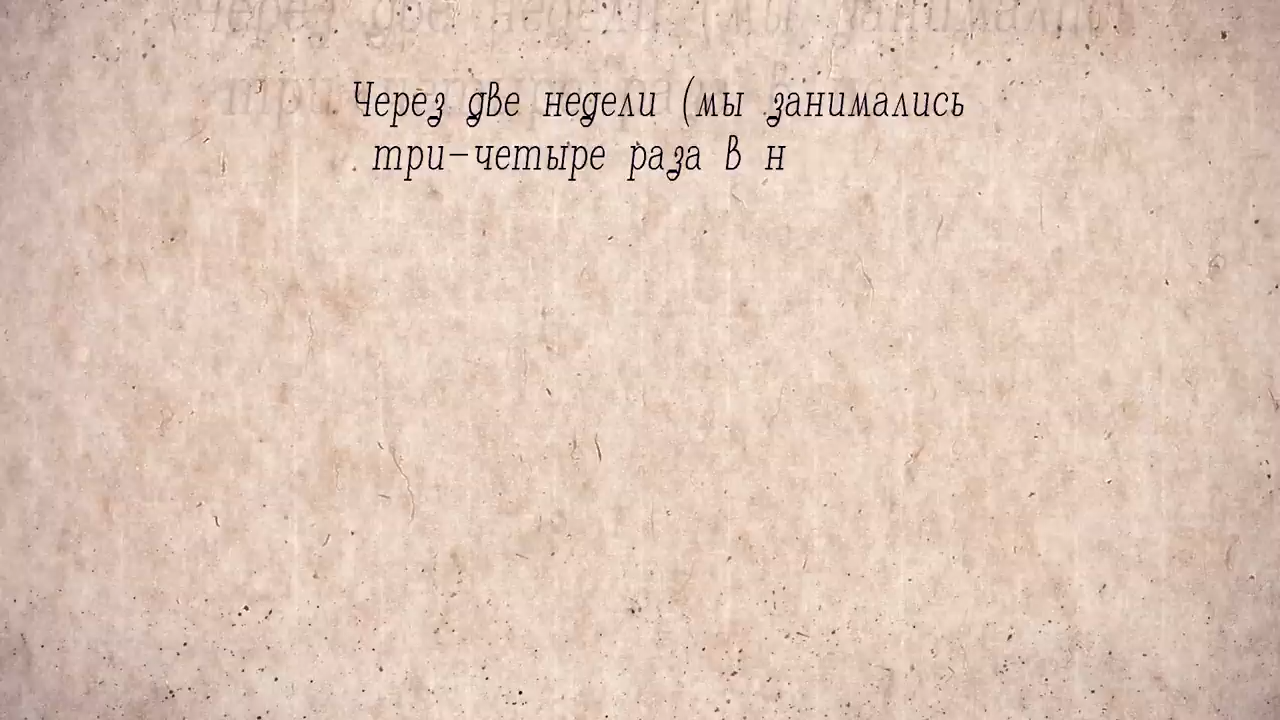 Через две недели (мы занимались
три-четыре раза в н